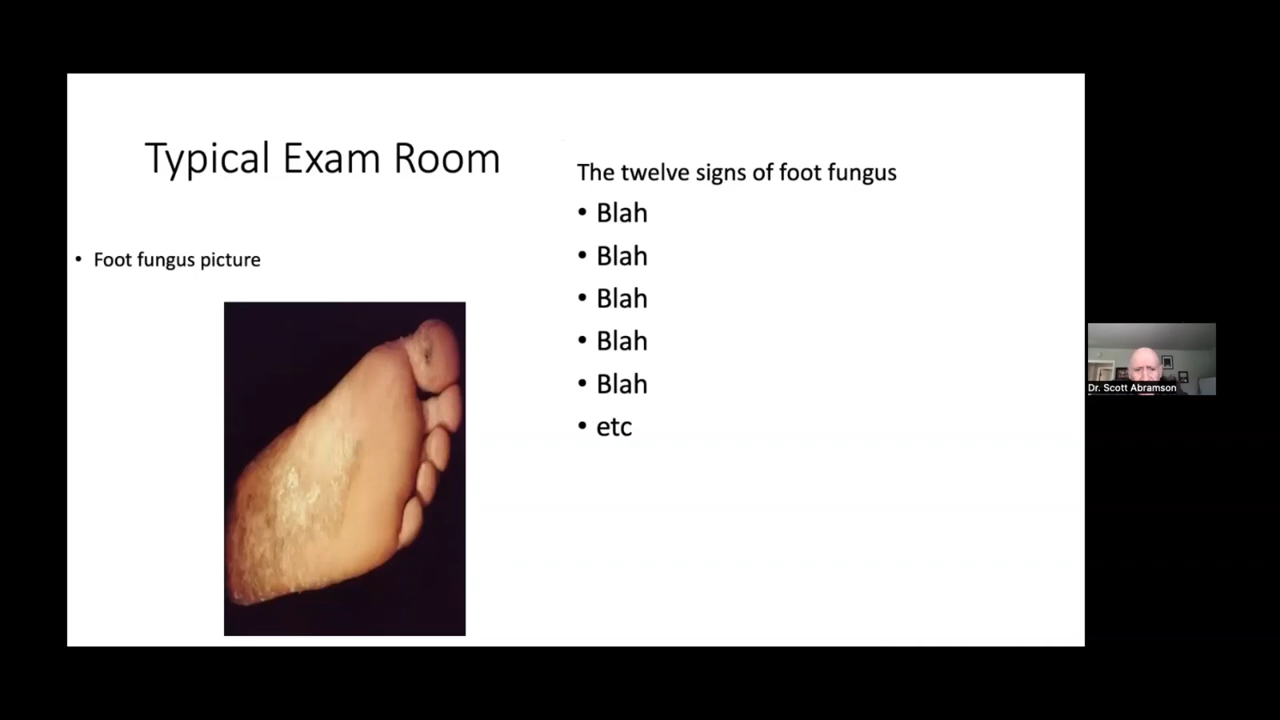 Typical Exam Room
• Foot fungus picture
The twelve signs of foot fungus
• Blah
• Blah
• Blah
• Blah
• Blah
• etc
Dr. Scott Abramson